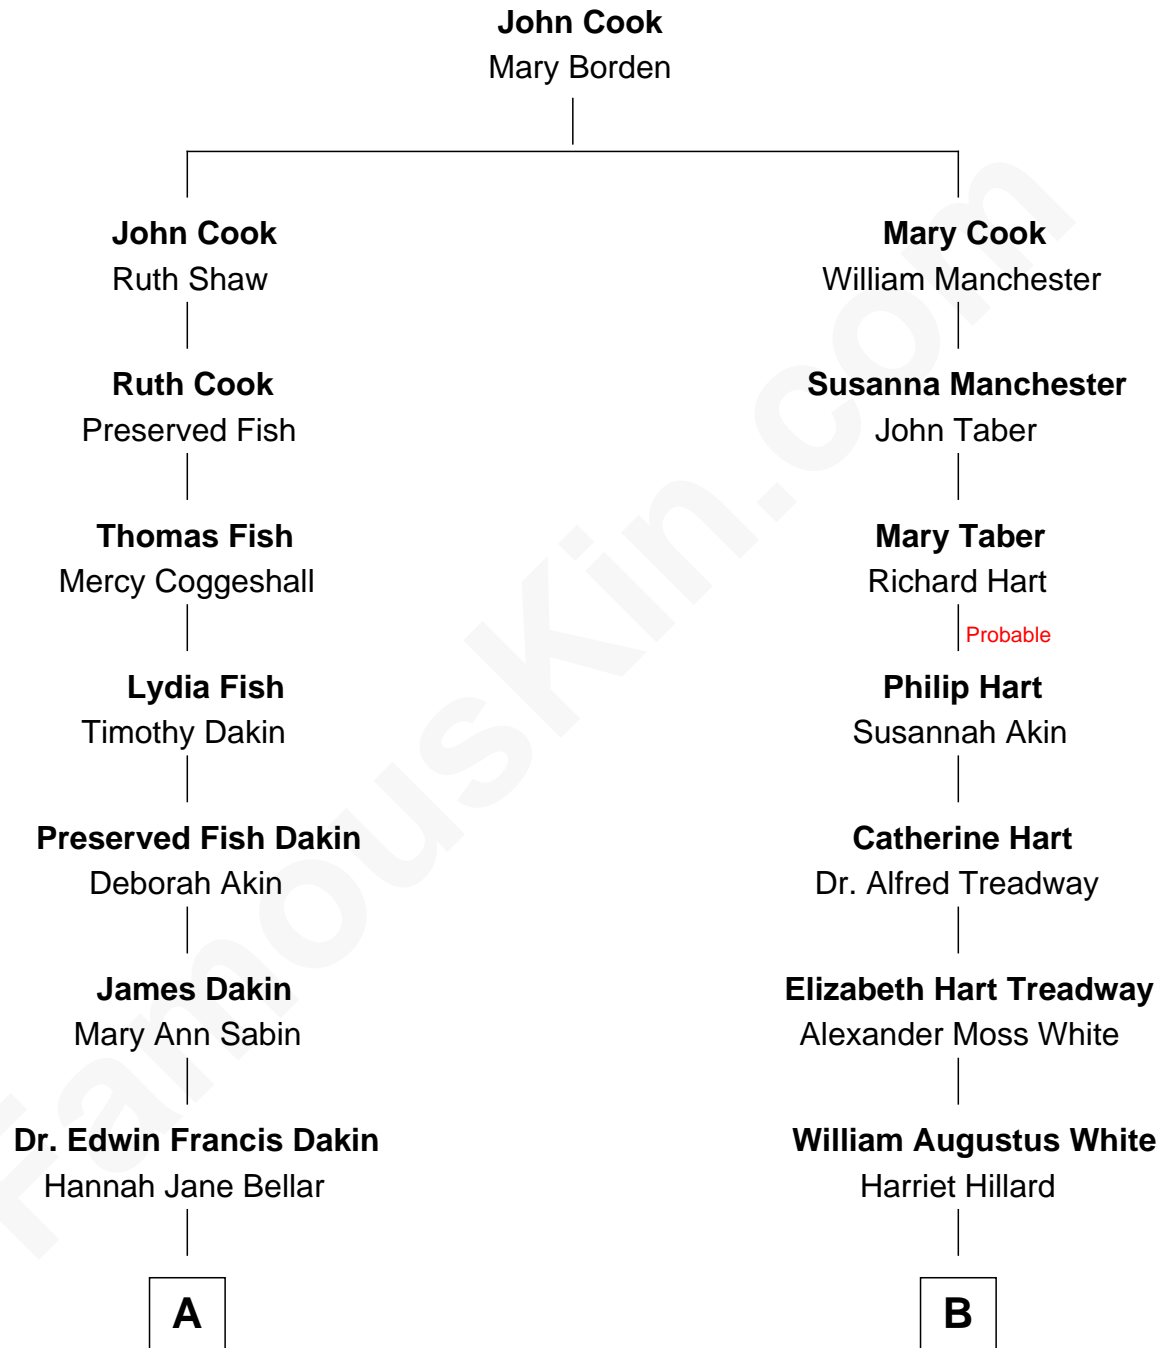 John Cook
Mary Borden
John Cook
Ruth Shaw
Mary Cook
William Manchester
Ruth Cook
Preserved Fish
Susanna Manchester
John Taber
Thomas Fish
Mercy Coggeshall
Mary Taber
Richard Hart
Probable
Lydia Fish
Timothy Dakin
Philip Hart
Susannah Akin
Preserved Fish Dakin
Deborah Akin
Catherine Hart
Dr. Alfred Treadway
James Dakin
Mary Ann Sabin
Elizabeth Hart Treadway
Alexander Moss White
Dr. Edwin Francis Dakin
Hannah Jane Bellar
William Augustus White
Harriet Hillard
A
B
FamousKin.com